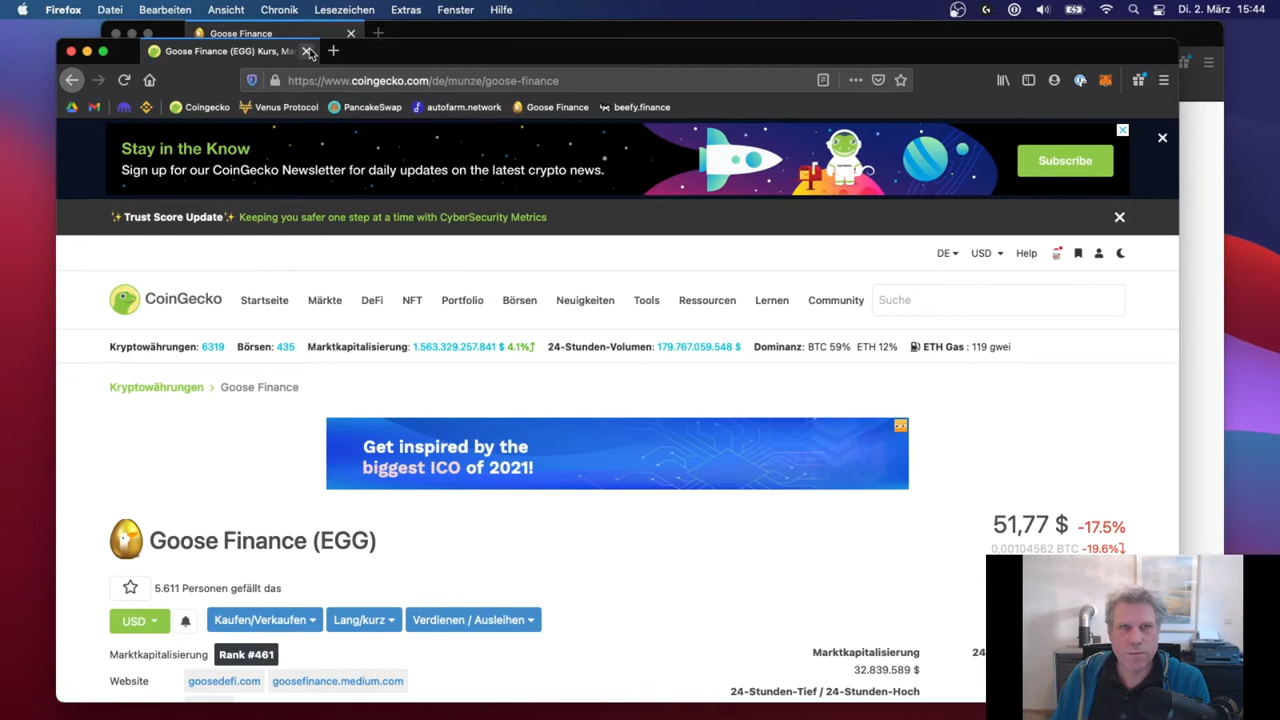 Firefox Datei Bearbeiten Ansicht Chronik Lesezeichen Extras Fenster Hilfe Di. 2. März 15:44
Goose Finance
Goose Finance (EGG) Kurs, Ma
https://www.coingecko.com/de/munze/goose-finance
Coingecko Venus Protocol PancakeSwap autofarm.network Goose Finance beefy.finance
Stay in the Know
Sign up for our CoinGecko Newsletter for daily updates on the latest crypto news.
Subscribe
✨Trust Score Update✨ Keeping you safer one step at a time with CyberSecurity Metrics
DE USD Help
CoinGecko Startseite Märkte DeFi NFT Portfolio Börsen Neuigkeiten Tools Ressourcen Lernen Community Suche
Kryptowährungen: 6319 Börsen: 435 Marktkapitalisierung: 1.563.329.257.841 $ 4.1% 24-Stunden-Volumen: 179.767.059.548 $ Dominanz: BTC 59% ETH 12% ETH Gas : 119 gwei
Kryptowährungen > Goose Finance
Get inspired by the
biggest ICO of 2021!
Goose Finance (EGG)
51,77 $ -17.5%
0,00104562 BTC -19.6%
5.611 Personen gefällt das
USD Kaufen/Verkaufen Lang/kurz Verdienen / Ausleihen
Marktkapitalisierung Rank #461
Marktkapitalisierung 24
32.839.589 $
Website goosedefi.com goosefinance.medium.com
24-Stunden-Tief / 24-Stunden-Hoch